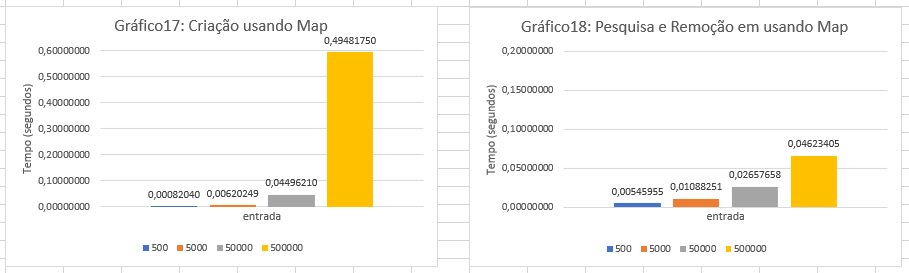 Gráfico17: Criação usando Map
0,60000000
0,50000000
0,40000000
0,30000000
0,20000000
0,10000000
0,00000000
Tempo (segundos)
0,00082040
0,00620249
0,04496210
0,49481750
entrada
500 5000 50000 500000
Gráfico18: Pesquisa e Remoção em usando Map
0,20000000
0,15000000
0,10000000
0,05000000
0,00000000
Tempo (segundos)
0,00545955
0,01088251
0,02657658
0,04623405
entrada
500 5000 50000 500000